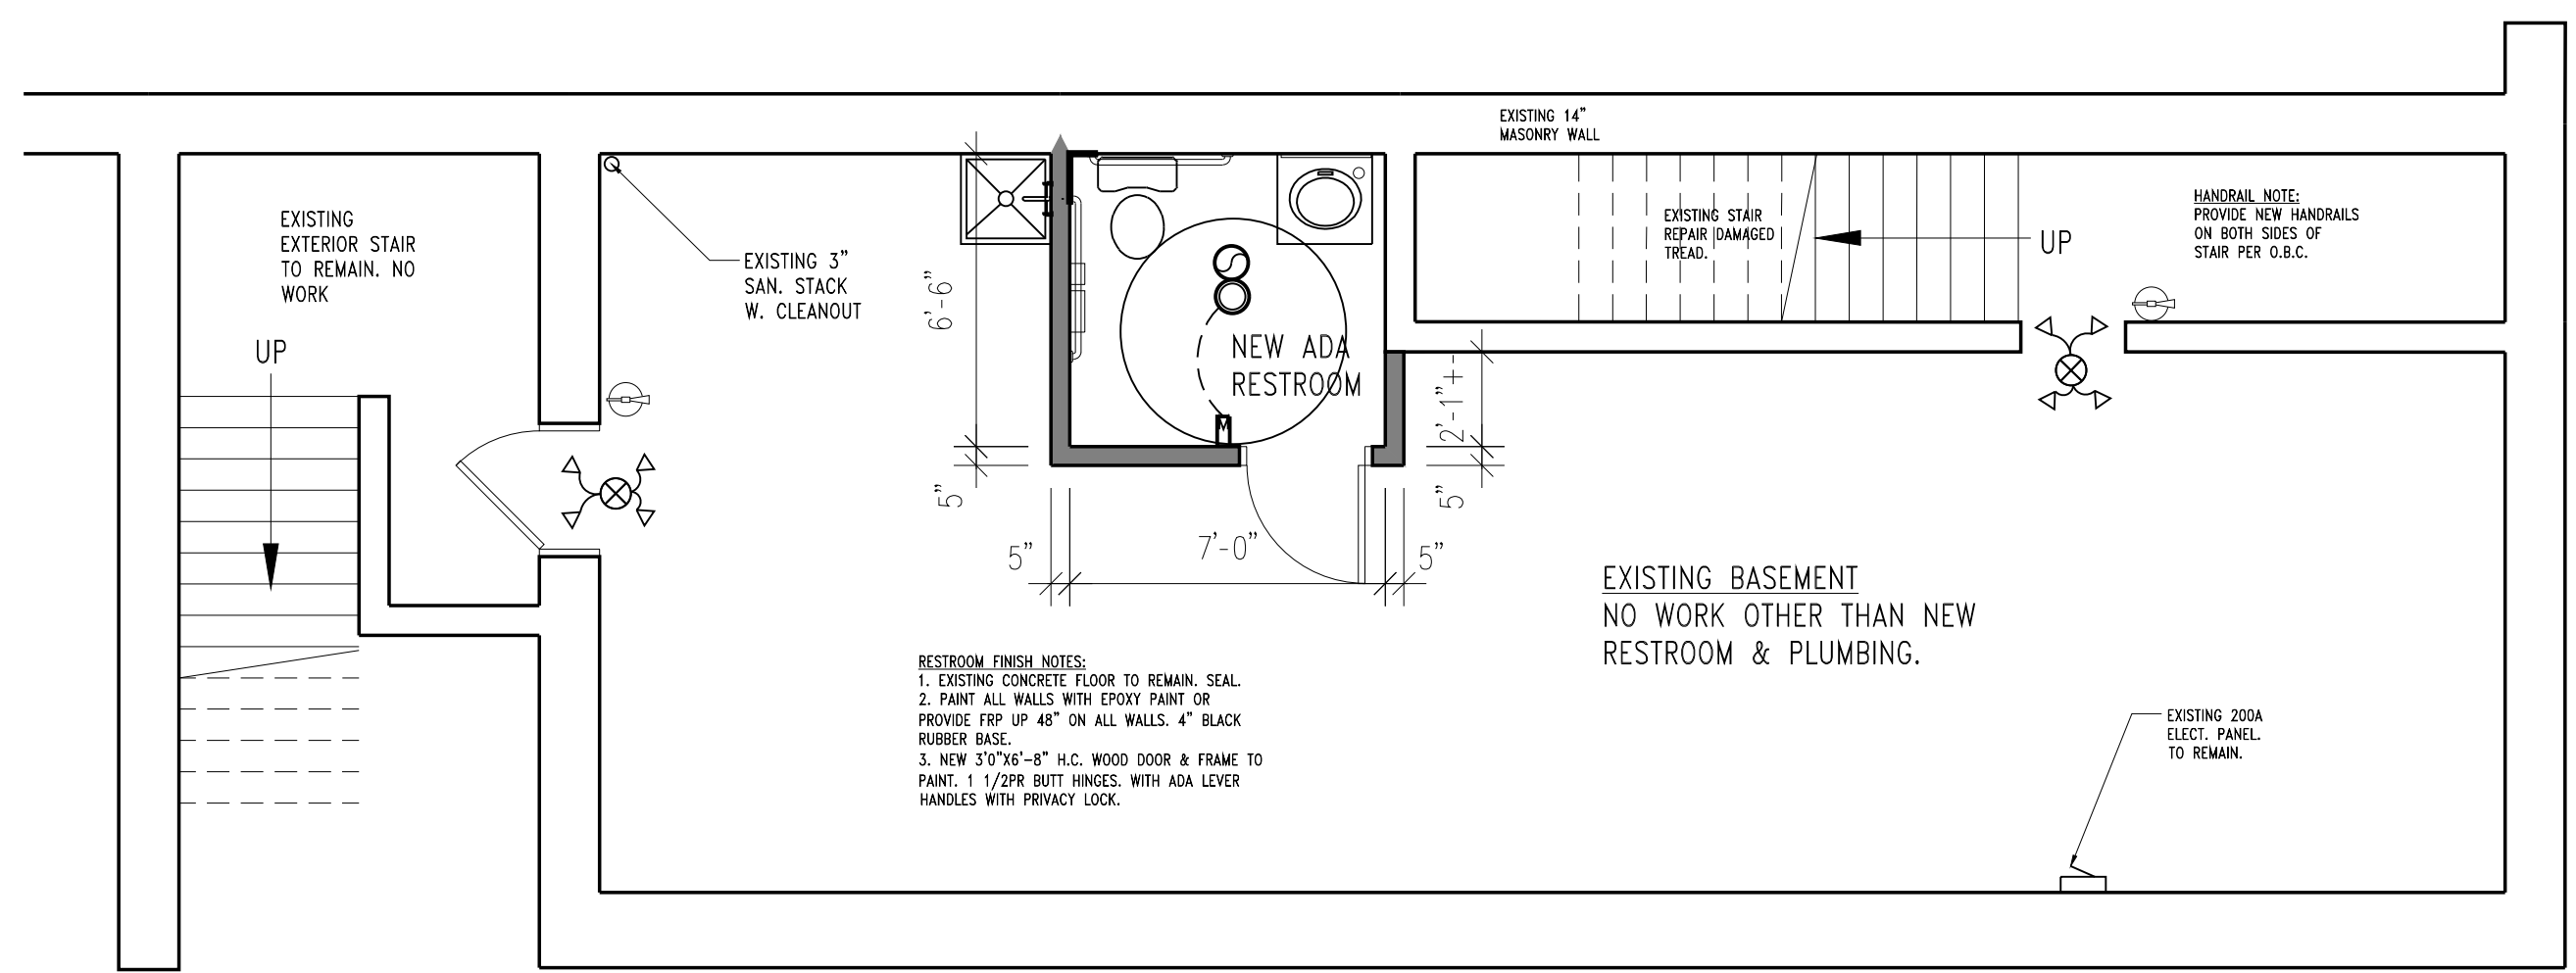 EXISTING 14"
MASONRY WALL
EXISTING
EXTERIOR STAIR
TO REMAIN. NO
WORK
UP
EXISTING 3"
SAN. STACK
W. CLEANOUT
6'-6"
5"
NEW ADA
RESTROOM
M
2'-1"+-
5"
5"
7'-0"
5"
EXISTING STAIR
REPAIR DAMAGED
TREAD.
UP
HANDRAIL NOTE:
PROVIDE NEW HANDRAILS
ON BOTH SIDES OF
STAIR PER O.B.C.
EXISTING BASEMENT
NO WORK OTHER THAN NEW
RESTROOM & PLUMBING.
RESTROOM FINISH NOTES:
1. EXISTING CONCRETE FLOOR TO REMAIN. SEAL.
2. PAINT ALL WALLS WITH EPOXY PAINT OR
PROVIDE FRP UP 48" ON ALL WALLS. 4" BLACK
RUBBER BASE.
3. NEW 3'0"X6'-8" H.C. WOOD DOOR & FRAME TO
PAINT. 1 1/2PR BUTT HINGES. WITH ADA LEVER
HANDLES WITH PRIVACY LOCK.
EXISTING 200A
ELECT. PANEL.
TO REMAIN.